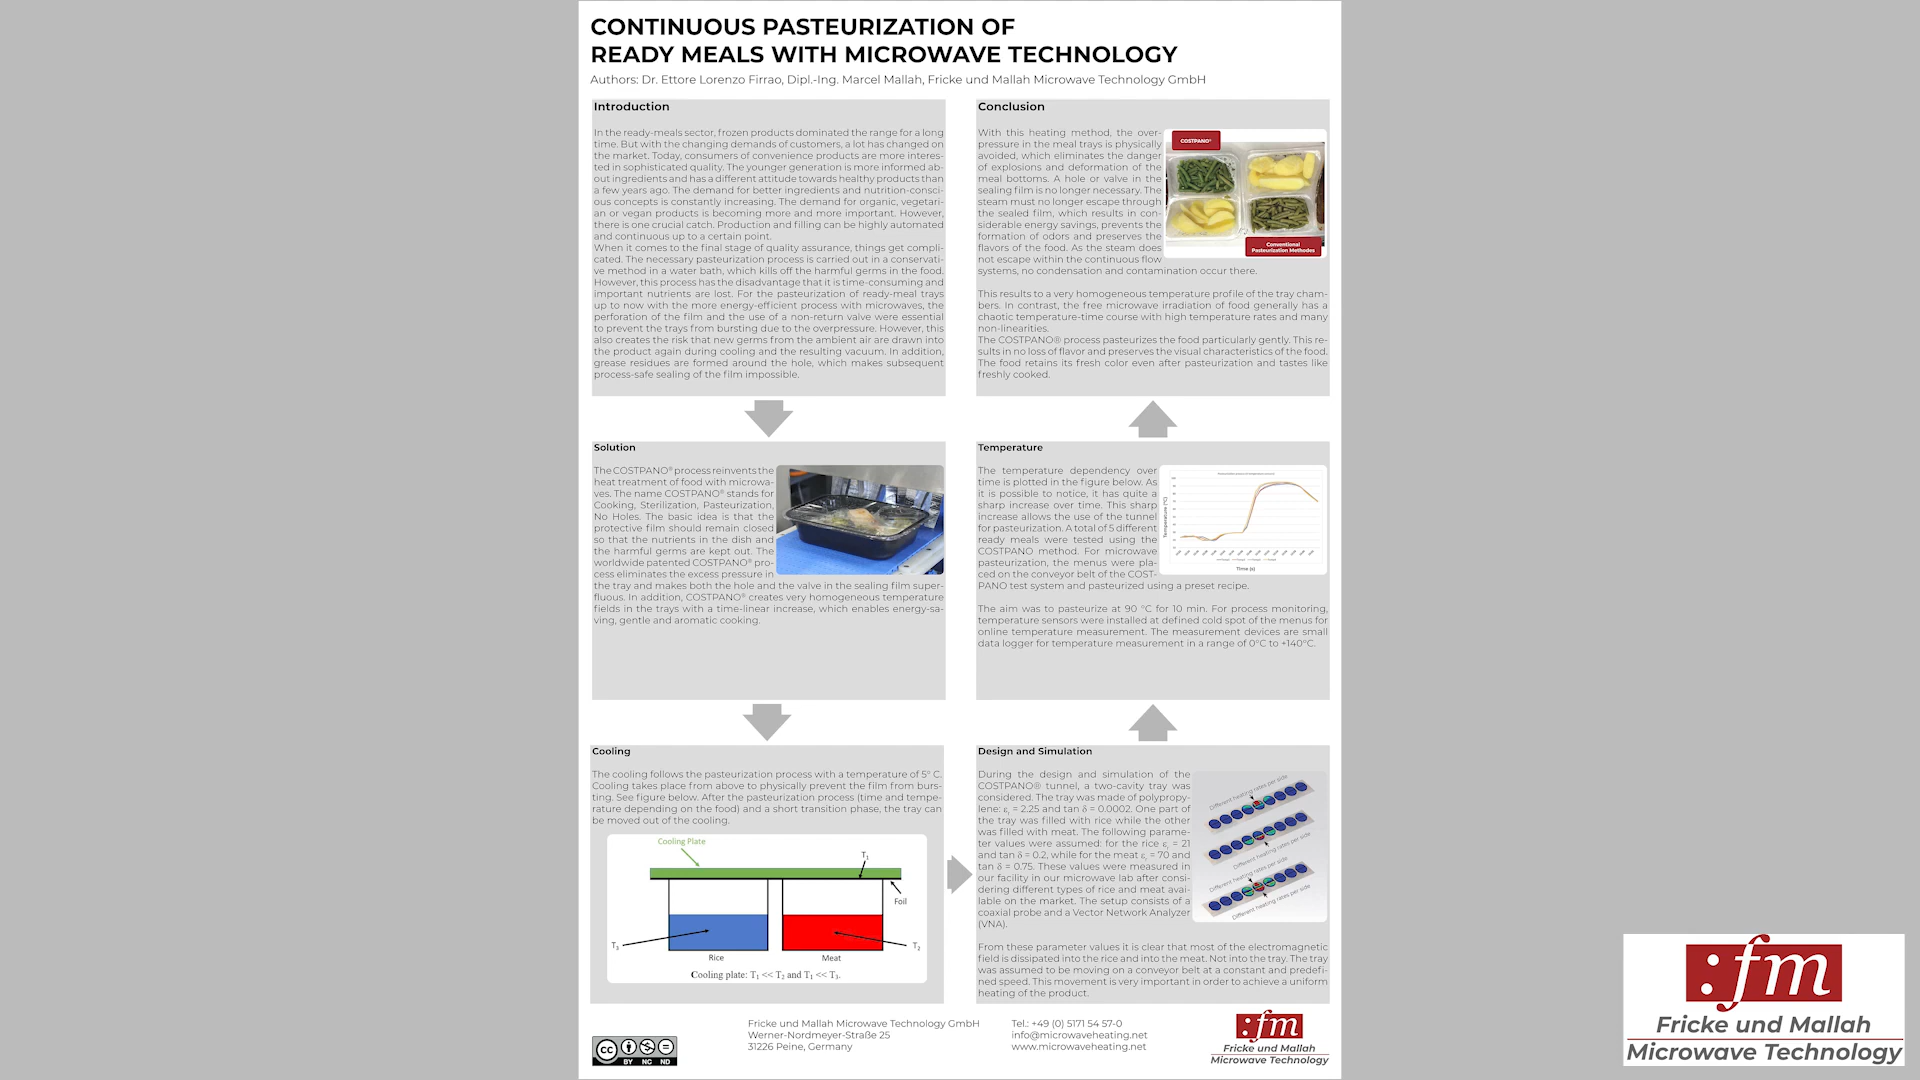 CONTINUOUS PASTEURIZATION OF
READY MEALS WITH MICROWAVE TECHNOLOGY
Authors: Dr. Ettore Lorenzo Firrao, Dipl.-Ing. Marcel Mallah, Fricke und Mallah Microwave Technology GmbH
Introduction
In the ready-meals sector, frozen products dominated the range for a long
time. But with the changing demands of customers, a lot has changed on
the market. Today, consumers of convenience products are more interes-
ted in sophisticated quality. The younger generation is more informed ab-
out ingredients and has a different attitude towards healthy products than
a few years ago. The demand for better ingredients and nutrition-consci-
ous concepts is constantly increasing. The demand for organic, vegetari-
an or vegan products is becoming more and more important. However,
there is one crucial catch. Production and filling can be highly automated
and continuous up to a certain point.
When it comes to the final stage of quality assurance, things get compli-
cated. The necessary pasteurization process is carried out in a conservati-
ve method in a water bath, which kills off the harmful germs in the food.
However, this process has the disadvantage that it is time-consuming and
important nutrients are lost. For the pasteurization of ready-meal trays
up to now with the more energy-efficient process with microwaves, the
perforation of the film and the use of a non-return valve were essential
to prevent the trays from bursting due to the overpressure. However, this
also creates the risk that new germs from the ambient air are drawn into
the product again during cooling and the resulting vacuum. In addition,
grease residues are formed around the hole, which makes subsequent
process-safe sealing of the film impossible.
Solution
The COSTPANO® process reinvents the
heat treatment of food with microwa-
ves. The name COSTPANO® stands for
Cooking, Sterilization, Pasteurization,
No Holes. The basic idea is that the
protective film should remain closed
so that the nutrients in the dish and
the harmful germs are kept out. The
worldwide patented COSTPANO® pro-
cess eliminates the excess pressure in
the tray and makes both the hole and the valve in the sealing film super-
fluous. In addition, COSTPANO® creates very homogeneous temperature
fields in the trays with a time-linear increase, which enables energy-sa-
ving, gentle and aromatic cooking.
Cooling
The cooling follows the pasteurization process with a temperature of 5° C.
Cooling takes place from above to physically prevent the film from burs-
ting. See figure below. After the pasteurization process (time and tempe-
rature depending on the food) and a short transition phase, the tray can
be moved out of the cooling.
Cooling Plate
T₁
Foil
T₃
T₂
Rice
Meat
Cooling plate: T₁ << T₂ and T₁ << T₃.
Design and Simulation
During the design and simulation of the
COSTPANO® tunnel, a two-cavity tray was
considered. The tray was made of polypropy-
lene: εᵣ = 2.25 and tan δ = 0.0002. One part of
the tray was filled with rice while the other
was filled with meat. The following parame-
ter values were assumed: for the rice εᵣ = 21
and tan δ = 0.2, while for the meat εᵣ = 70 and
tan δ = 0.75. These values were measured in
our facility in our microwave lab after consi-
dering different types of rice and meat avai-
lable on the market. The setup consists of a
coaxial probe and a Vector Network Analyzer
(VNA).
Different heating rates per side
Different heating rates per side
Different heating rates per side
Different heating rates per side
From these parameter values it is clear that most of the electromagnetic
field is dissipated into the rice and into the meat. Not into the tray. The tray
was assumed to be moving on a conveyor belt at a constant and predefi-
ned speed. This movement is very important in order to achieve a uniform
heating of the product.
Temperature
The temperature dependency over
time is plotted in the figure below. As
it is possible to notice, it has quite a
sharp increase over time. This sharp
increase allows the use of the tunnel
for pasteurization. A total of 5 different
ready meals were tested using the
COSTPANO method. For microwave
pasteurization, the menus were pla-
ced on the conveyor belt of the COST-
PANO test system and pasteurized using a preset recipe.
Temperature (°C)
Time (s)
The aim was to pasteurize at 90 °C for 10 min. For process monitoring,
temperature sensors were installed at defined cold spot of the menus for
online temperature measurement. The measurement devices are small
data logger for temperature measurement in a range of 0°C to +140°C.
Conclusion
With this heating method, the over-
pressure in the meal trays is physically
avoided, which eliminates the danger
of explosions and deformation of the
meal bottoms. A hole or valve in the
sealing film is no longer necessary. The
steam must no longer escape through
the sealed film, which results in con-
siderable energy savings, prevents the
formation of odors and preserves the
flavors of the food. As the steam does
not escape within the continuous flow
systems, no condensation and contamination occur there.
COSTPANO®
Conventional
Pasteurization Methodes
This results to a very homogeneous temperature profile of the tray cham-
bers. In contrast, the free microwave irradiation of food generally has a
chaotic temperature-time course with high temperature rates and many
non-linearities.
The COSTPANO® process pasteurizes the food particularly gently. This re-
sults in no loss of flavor and preserves the visual characteristics of the food.
The food retains its fresh color even after pasteurization and tastes like
freshly cooked.
cc
BY NC ND
Fricke und Mallah Microwave Technology GmbH
Werner-Nordmeyer-Straße 25
31226 Peine, Germany
Tel.: +49 (0) 5171 54 57-0
info@microwaveheating.net
www.microwaveheating.net
:fm
Fricke und Mallah
Microwave Technology
:fm
Fricke und Mallah
Microwave Technology